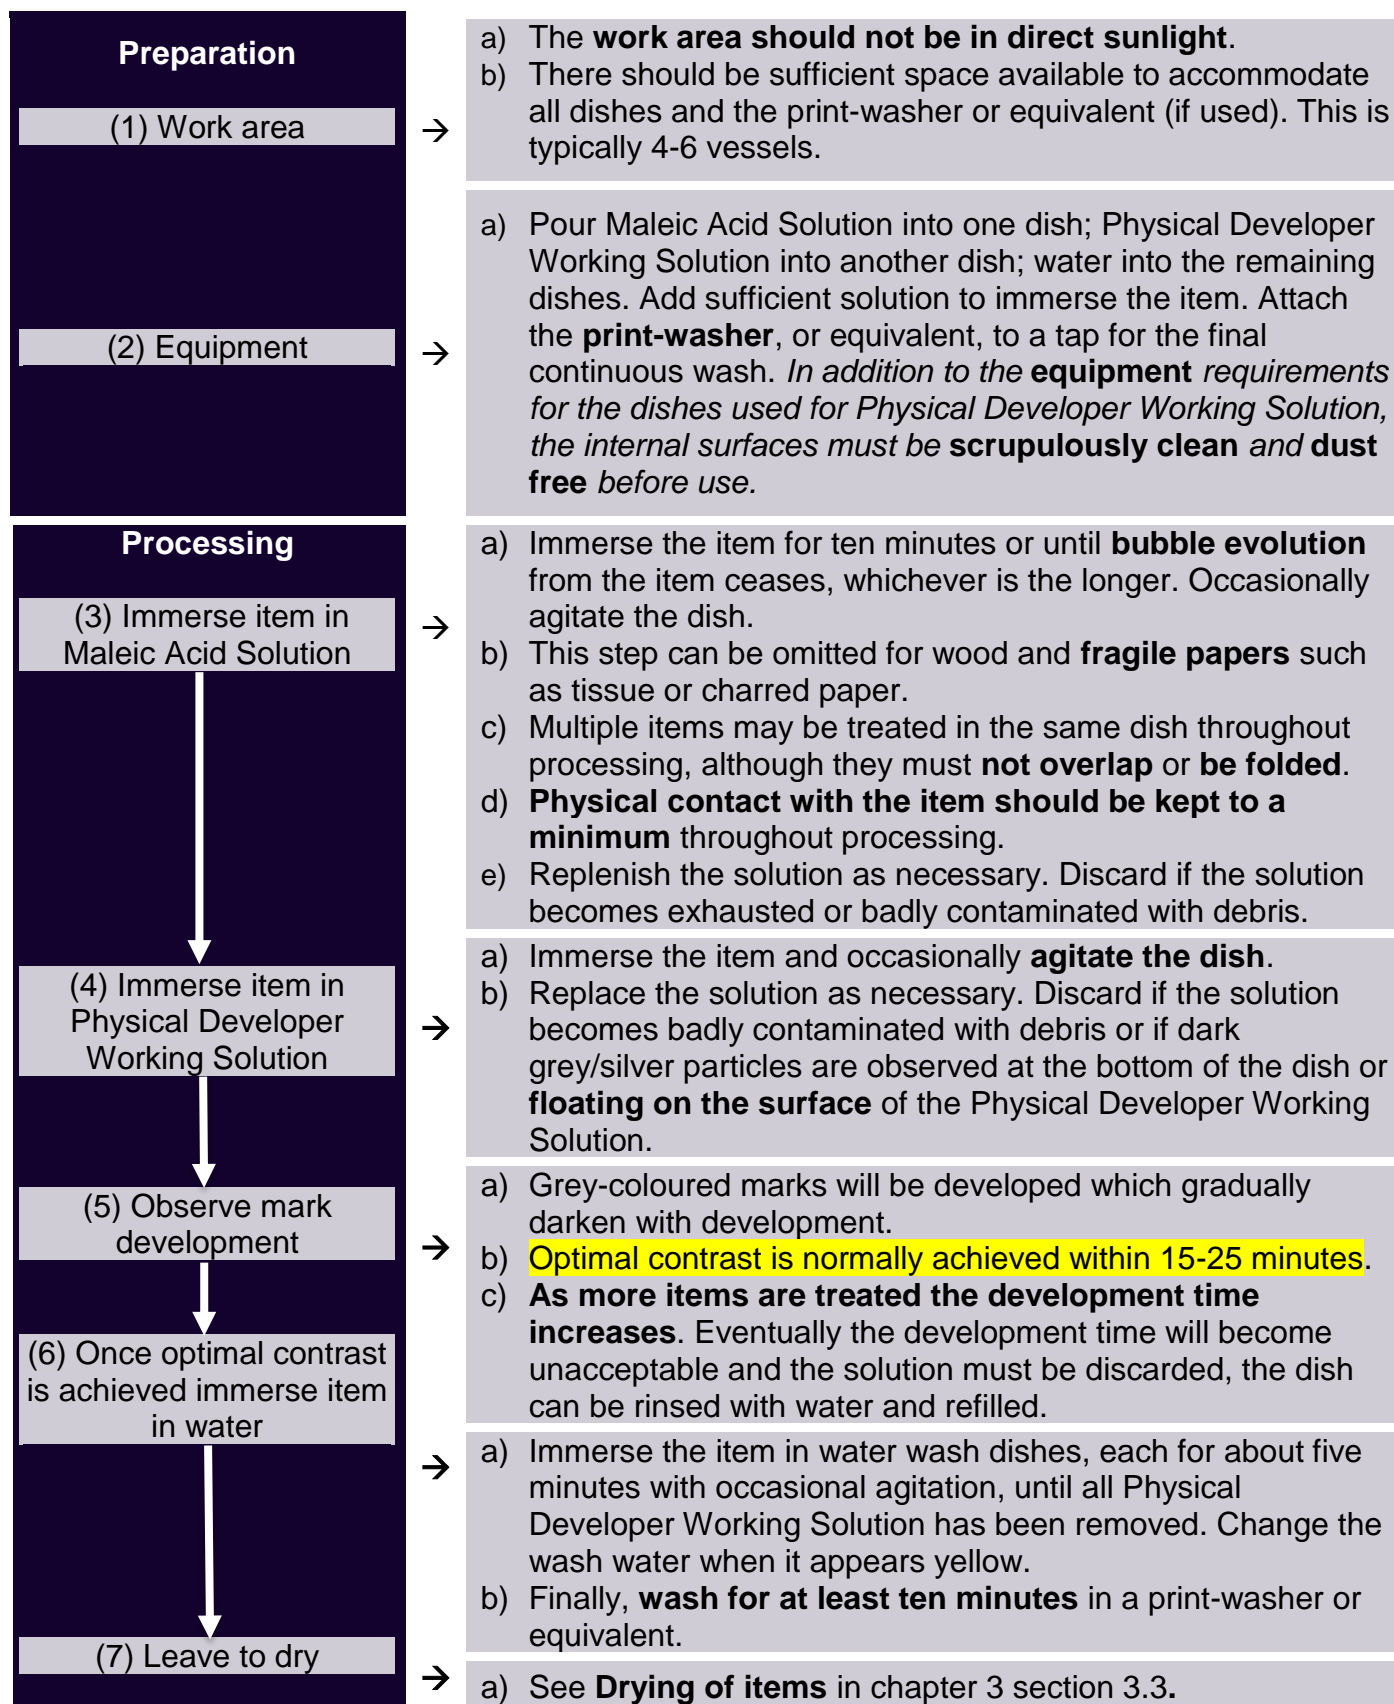 Preparation
(1) Work area
→
a) The work area should not be in direct sunlight.
b) There should be sufficient space available to accommodate
all dishes and the print-washer or equivalent (if used). This is
typically 4-6 vessels.
(2) Equipment
→
a) Pour Maleic Acid Solution into one dish; Physical Developer
Working Solution into another dish; water into the remaining
dishes. Add sufficient solution to immerse the item. Attach
the print-washer, or equivalent, to a tap for the final
continuous wash. In addition to the equipment requirements
for the dishes used for Physical Developer Working Solution,
the internal surfaces must be scrupulously clean and dust
free before use.
Processing
(3) Immerse item in
Maleic Acid Solution
→
a) Immerse the item for ten minutes or until bubble evolution
from the item ceases, whichever is the longer. Occasionally
agitate the dish.
b) This step can be omitted for wood and fragile papers such
as tissue or charred paper.
c) Multiple items may be treated in the same dish throughout
processing, although they must not overlap or be folded.
d) Physical contact with the item should be kept to a
minimum throughout processing.
e) Replenish the solution as necessary. Discard if the solution
becomes exhausted or badly contaminated with debris.
(4) Immerse item in
Physical Developer
Working Solution
→
a) Immerse the item and occasionally agitate the dish.
b) Replace the solution as necessary. Discard if the solution
becomes badly contaminated with debris or if dark
grey/silver particles are observed at the bottom of the dish or
floating on the surface of the Physical Developer Working
Solution.
(5) Observe mark
development
→
a) Grey-coloured marks will be developed which gradually
darken with development.
b) Optimal contrast is normally achieved within 15-25 minutes.
c) As more items are treated the development time
increases. Eventually the development time will become
unacceptable and the solution must be discarded, the dish
can be rinsed with water and refilled.
(6) Once optimal contrast
is achieved immerse item
in water
→
a) Immerse the item in water wash dishes, each for about five
minutes with occasional agitation, until all Physical
Developer Working Solution has been removed. Change the
wash water when it appears yellow.
b) Finally, wash for at least ten minutes in a print-washer or
equivalent.
(7) Leave to dry
→
a) See Drying of items in chapter 3 section 3.3.